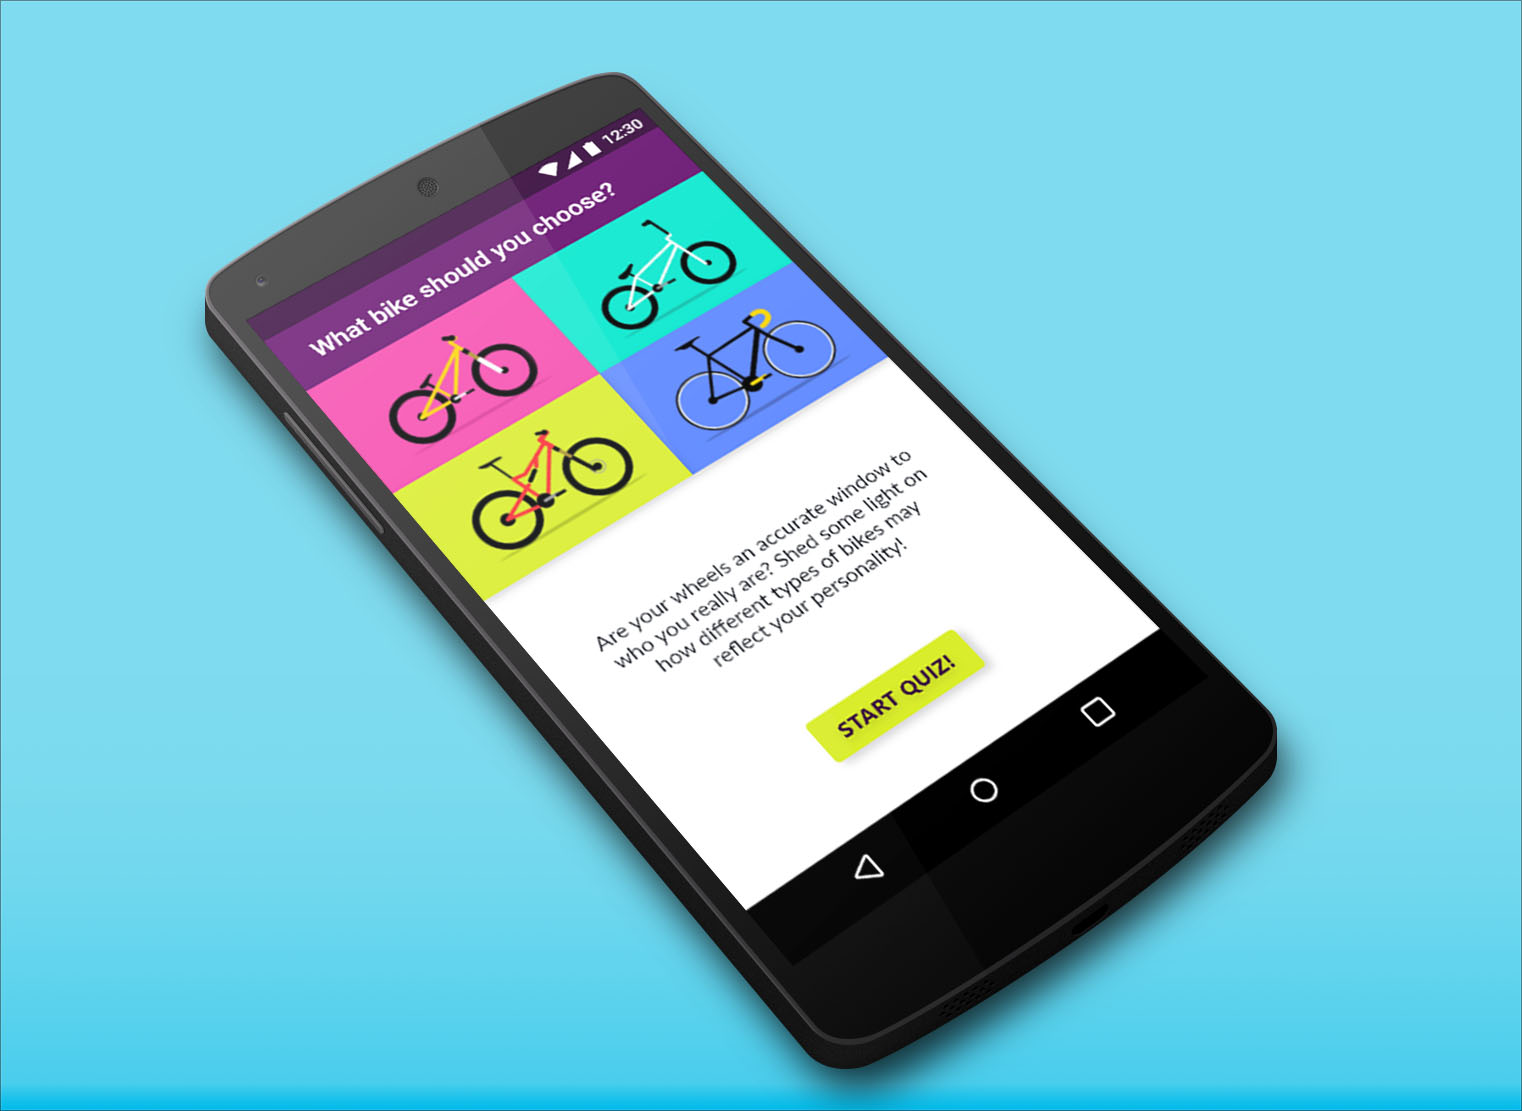 12:30
What bike should you choose?
Are your wheels an accurate window to
who you really are? Shed some light on
how different types of bikes may
reflect your personality!
START QUIZ!